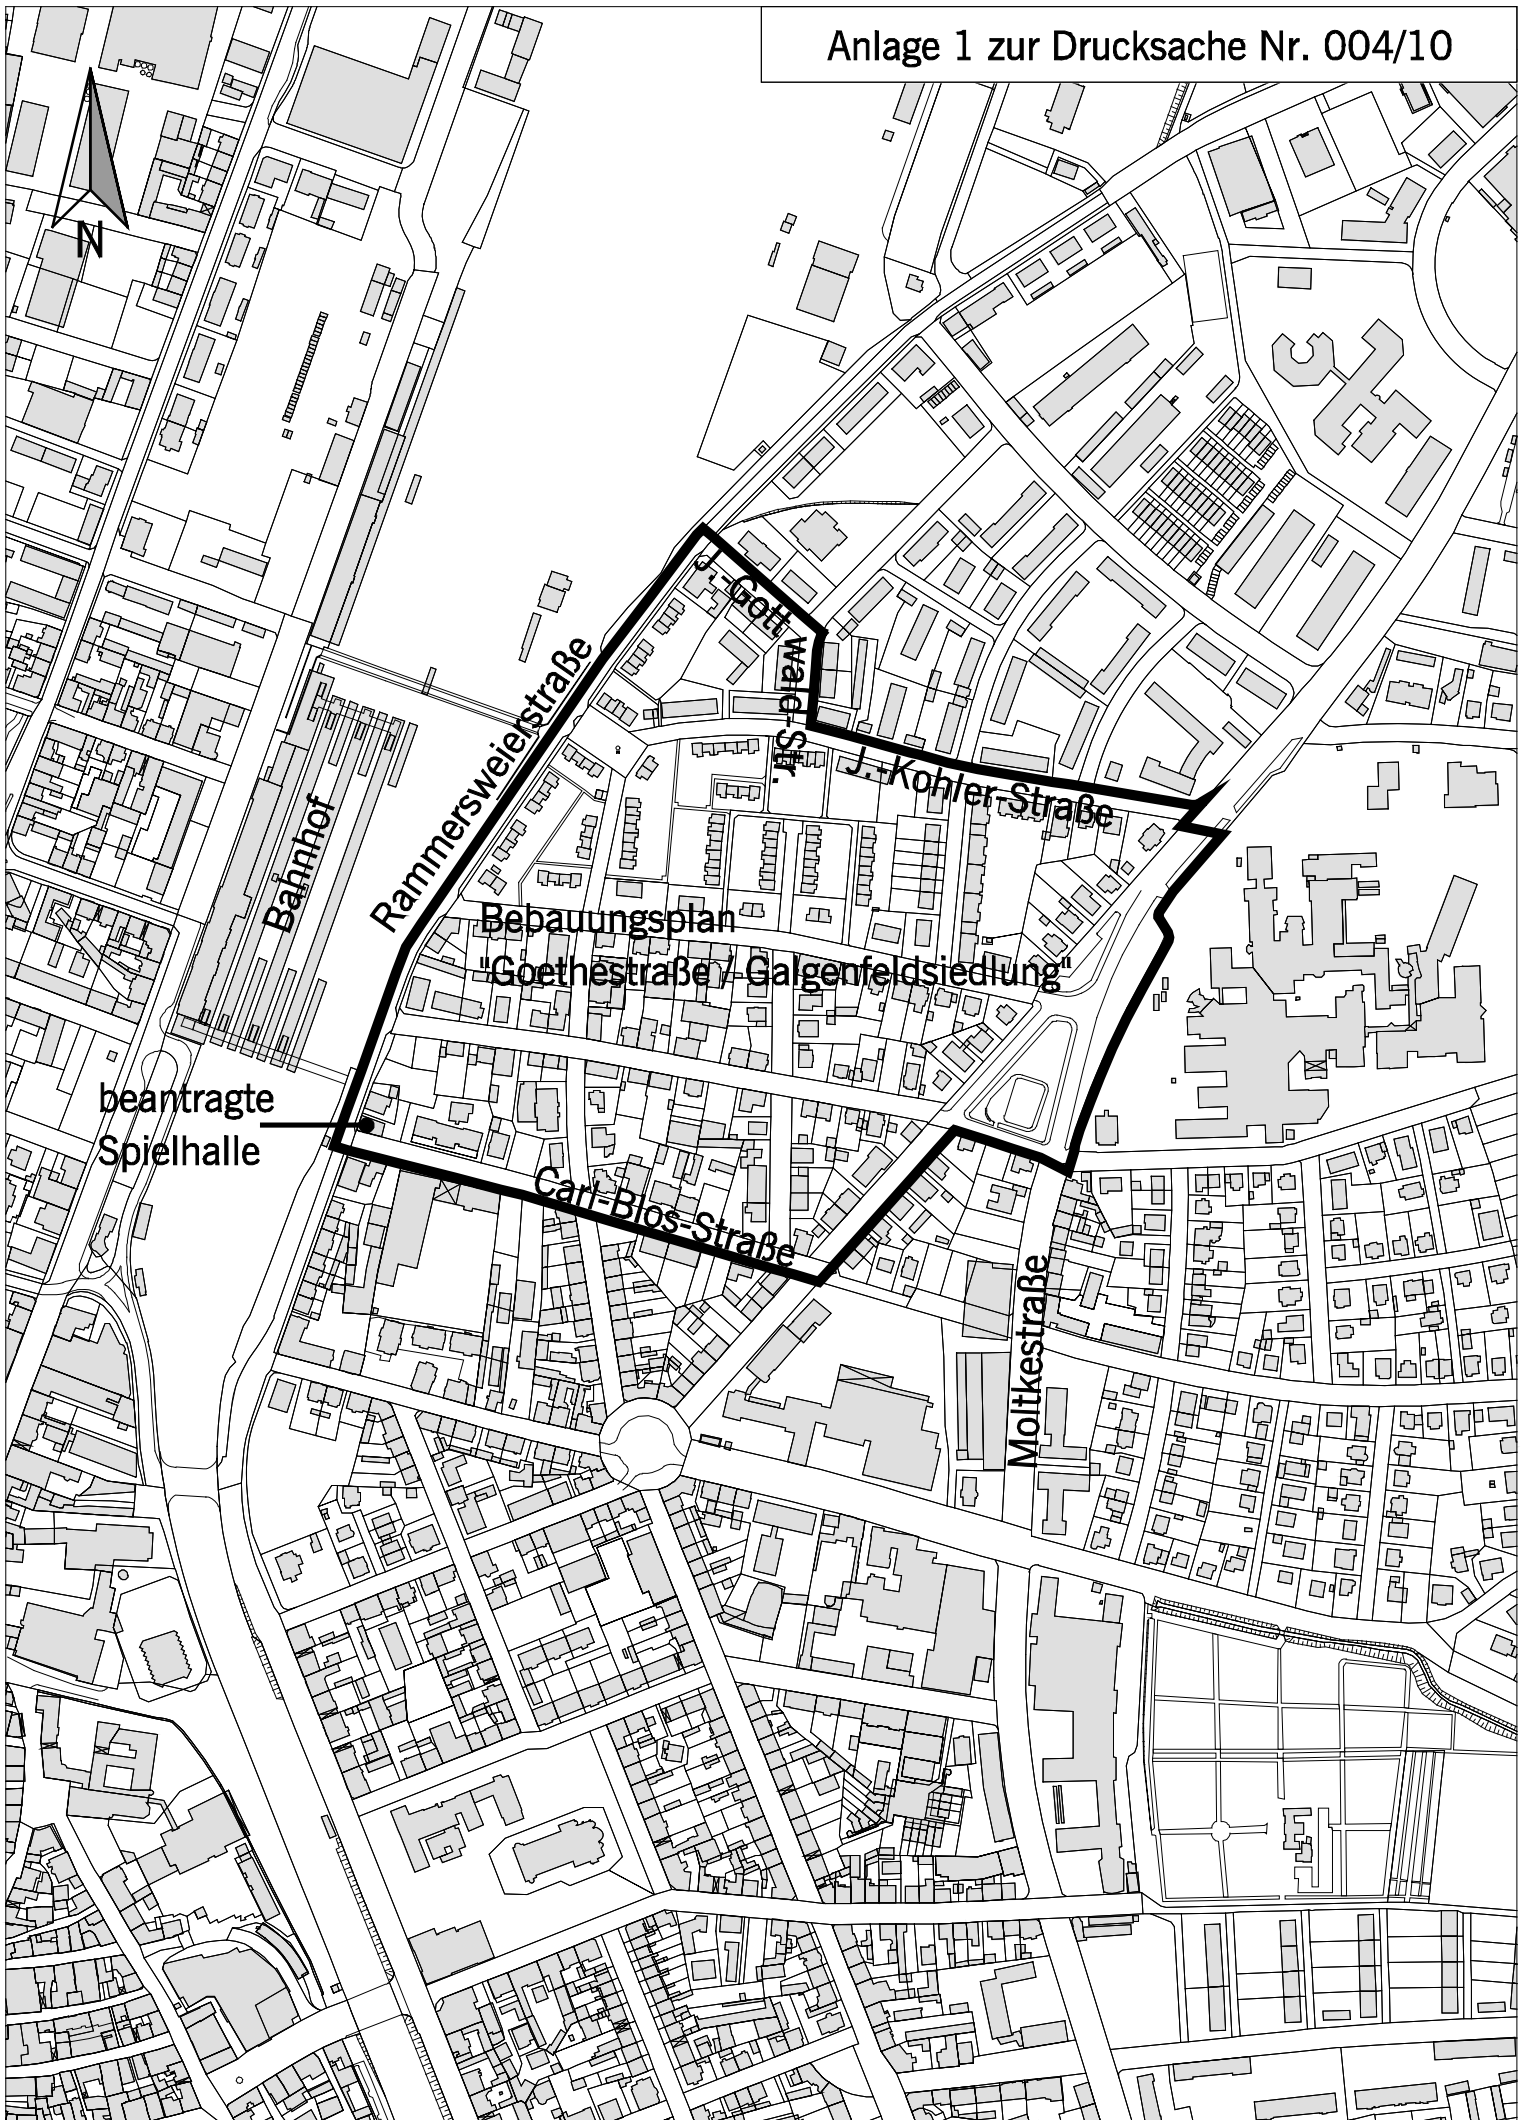 Anlage 1 zur Drucksache Nr. 004/10
N
J.-Gott
wald-Str.
J.-Kohler-Straße
Rammersweierstraße
Bahnhof
Bebauungsplan
"Goethestraße / Galgenfeldsiedlung"
beantragte
Spielhalle
Carl-Blos-Straße
Moltkestraße